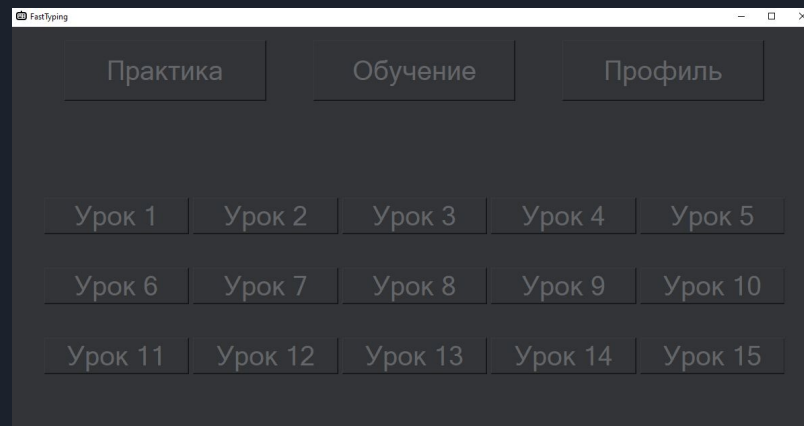 FastTyping
Практика Обучение Профиль
Урок 1 Урок 2 Урок 3 Урок 4 Урок 5
Урок 6 Урок 7 Урок 8 Урок 9 Урок 10
Урок 11 Урок 12 Урок 13 Урок 14 Урок 15